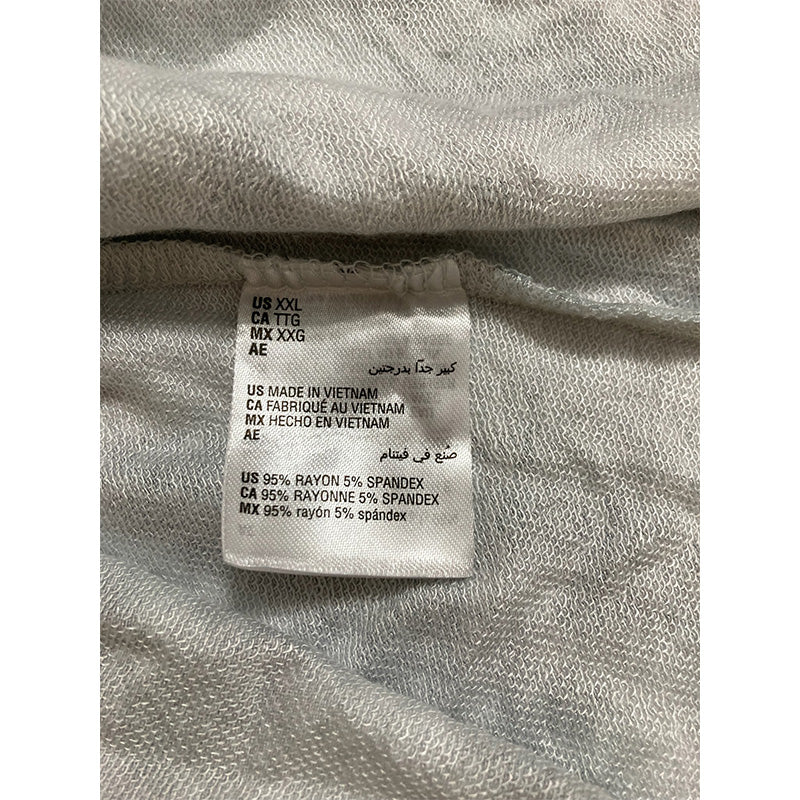 US XXL
CA TTG
MX XXG
AE
كبير جدًا بدرجتين
US MADE IN VIETNAM
CA FABRIQUÉ AU VIETNAM
MX HECHO EN VIETNAM
AE
صُنع في فيتنام
US 95% RAYON 5% SPANDEX
CA 95% RAYONNE 5% SPANDEX
MX 95% rayón 5% spándex